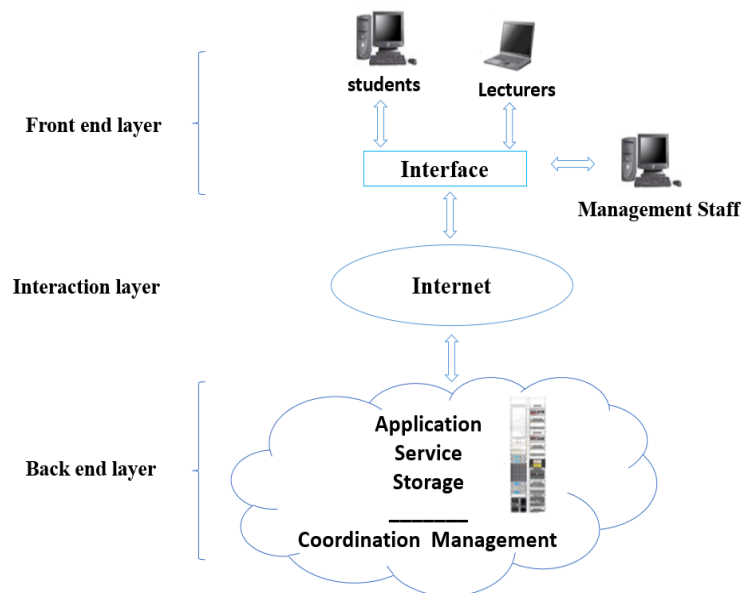 students
Lecturers
Front end layer
Interface
Management Staff
Interaction layer
Internet
Application
Service
Back end layer
Storage
Coordination Management